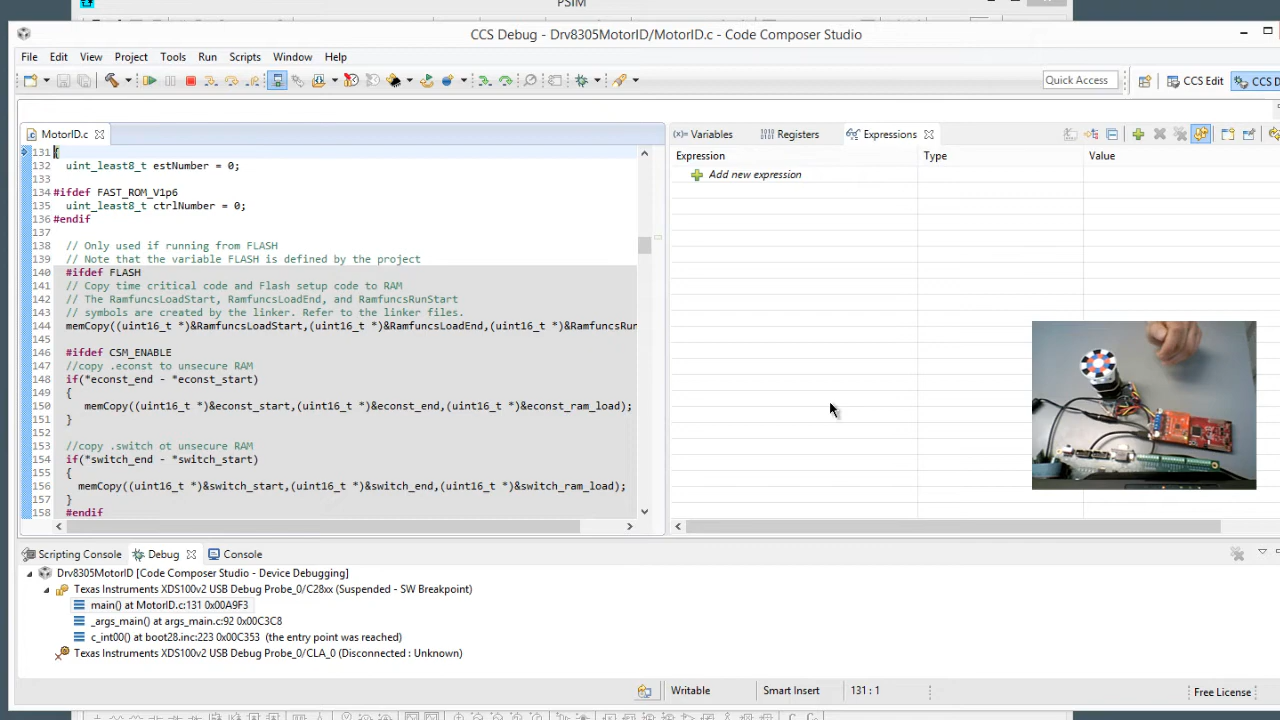 PSIM
CCS Debug - Drv8305MotorID/MotorID.c - Code Composer Studio
File Edit View Project Tools Run Scripts Window Help
Quick Access
CCS Edit
CCS D
MotorID.c
131 {
132 uint_least8_t estNumber = 0;
133
134 #ifdef FAST_ROM_V1p6
135 uint_least8_t ctrlNumber = 0;
136 #endif
137
138 // Only used if running from FLASH
139 // Note that the variable FLASH is defined by the project
140 #ifdef FLASH
141 // Copy time critical code and Flash setup code to RAM
142 // The RamfuncsLoadStart, RamfuncsLoadEnd, and RamfuncsRunStart
143 // symbols are created by the linker. Refer to the linker files.
144 memCopy((uint16_t *)&RamfuncsLoadStart,(uint16_t *)&RamfuncsLoadEnd,(uint16_t *)&RamfuncsRun
145
146 #ifdef CSM_ENABLE
147 //copy .econst to unsecure RAM
148 if(*econst_end - *econst_start)
149 {
150 memCopy((uint16_t *)&econst_start,(uint16_t *)&econst_end,(uint16_t *)&econst_ram_load);
151 }
152
153 //copy .switch ot unsecure RAM
154 if(*switch_end - *switch_start)
155 {
156 memCopy((uint16_t *)&switch_start,(uint16_t *)&switch_end,(uint16_t *)&switch_ram_load);
157 }
158 #endif
(x)= Variables Registers Expressions
Expression Type Value
Add new expression
Scripting Console Debug Console
Drv8305MotorID [Code Composer Studio - Device Debugging]
Texas Instruments XDS100v2 USB Debug Probe_0/C28xx (Suspended - SW Breakpoint)
main() at MotorID.c:131 0x00A9F3
_args_main() at args_main.c:92 0x00C3C8
c_int00() at boot28.inc:223 0x00C353 (the entry point was reached)
Texas Instruments XDS100v2 USB Debug Probe_0/CLA_0 (Disconnected : Unknown)
Writable Smart Insert 131 : 1 Free License